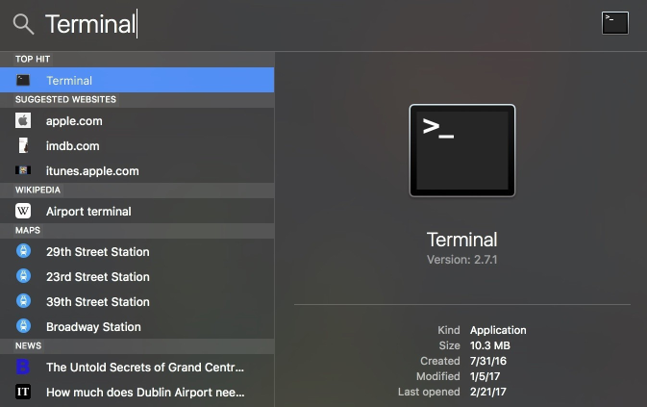 Terminal
TOP HIT
Terminal
SUGGESTED WEBSITES
apple.com
imdb.com
itunes.apple.com
WIKIPEDIA
W Airport terminal
MAPS
29th Street Station
23rd Street Station
39th Street Station
Broadway Station
NEWS
B The Untold Secrets of Grand Centr...
IT How much does Dublin Airport nee...
>_
Terminal
Version: 2.7.1
Kind Application
Size 10.3 MB
Created 7/31/16
Modified 1/5/17
Last opened 2/21/17